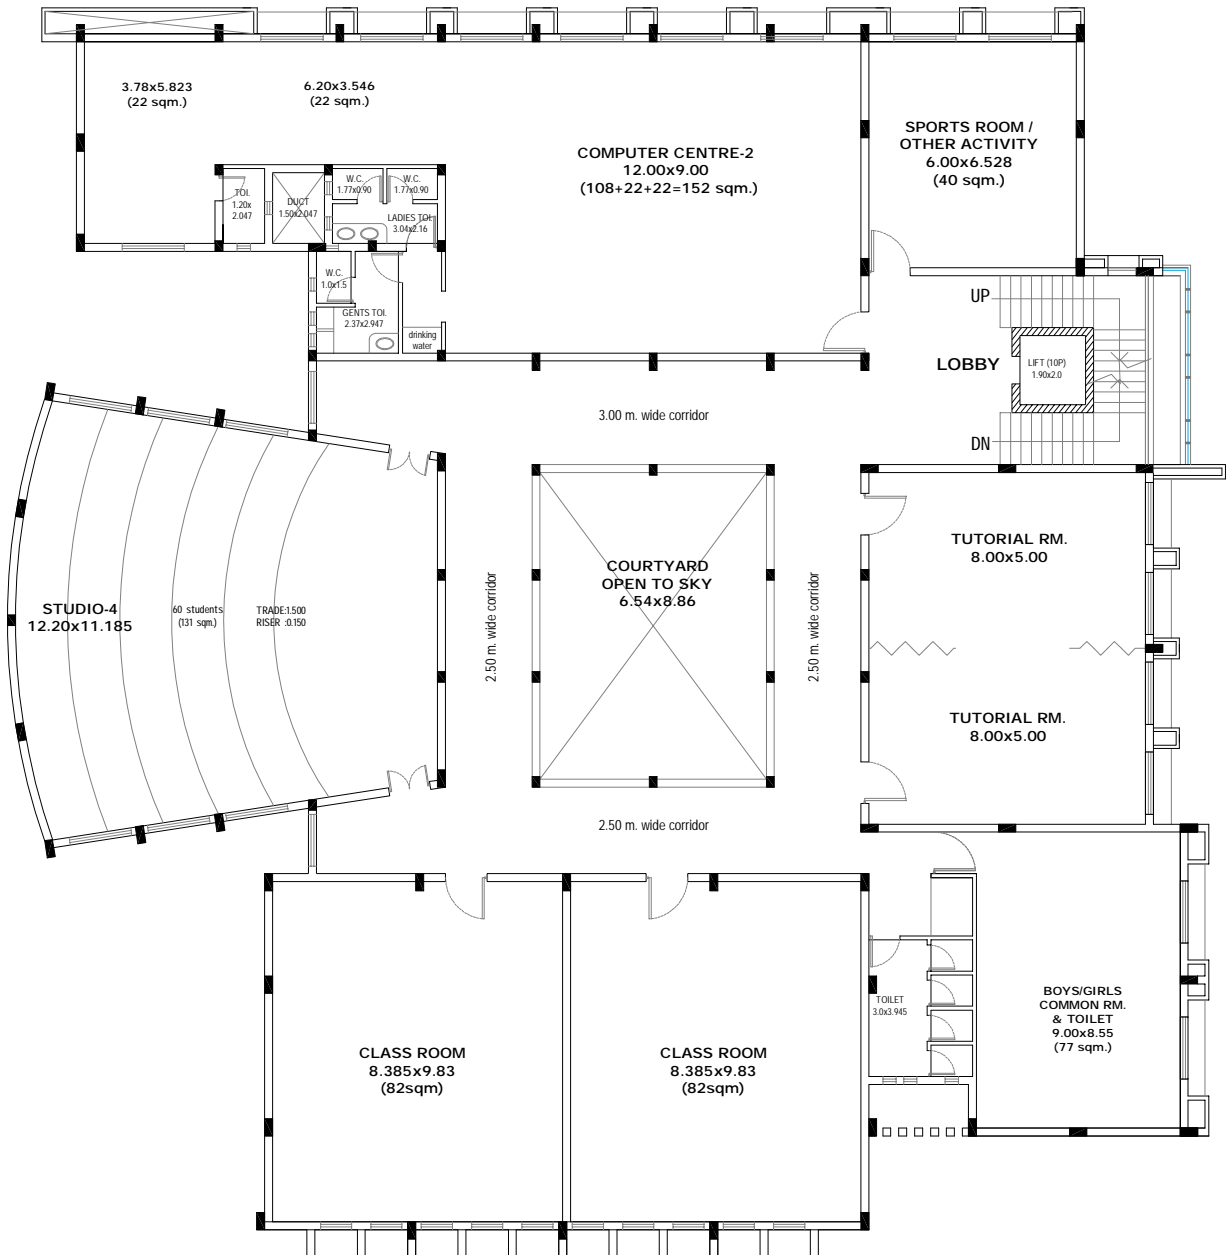 3.78x5.823
(22 sqm.)
6.20x3.546
(22 sqm.)
COMPUTER CENTRE-2
12.00x9.00
(108+22+22=152 sqm.)
SPORTS ROOM /
OTHER ACTIVITY
6.00x6.528
(40 sqm.)
TOI.
1.20x
2.047
DUCT
1.50x2.047
W.C.
1.77x0.90
W.C.
1.77x0.90
LADIES TOI.
3.04x2.16
W.C.
1.0x1.5
GENTS TOI.
2.37x2.947
drinking
water
UP
LOBBY
LIFT (10P)
1.90x2.0
DN
3.00 m. wide corridor
STUDIO-4
12.20x11.185
60 students
(131 sqm.)
TRADE:1.500
RISER :0.150
2.50 m. wide corridor
COURTYARD
OPEN TO SKY
6.54x8.86
2.50 m. wide corridor
TUTORIAL RM.
8.00x5.00
TUTORIAL RM.
8.00x5.00
2.50 m. wide corridor
CLASS ROOM
8.385x9.83
(82sqm)
CLASS ROOM
8.385x9.83
(82sqm)
TOILET
3.0x3.945
BOYS/GIRLS
COMMON RM.
& TOILET
9.00x8.55
(77 sqm.)